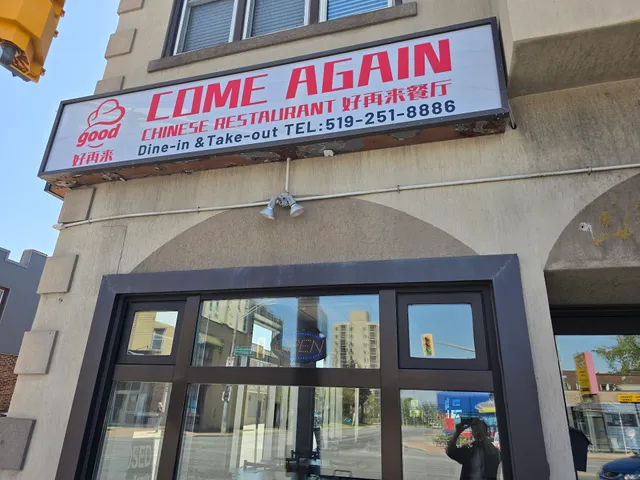 COME AGAIN
CHINESE RESTAURANT 好再来餐厅
Dine-in & Take-out TEL:519-251-8886
good
好再来
OPEN